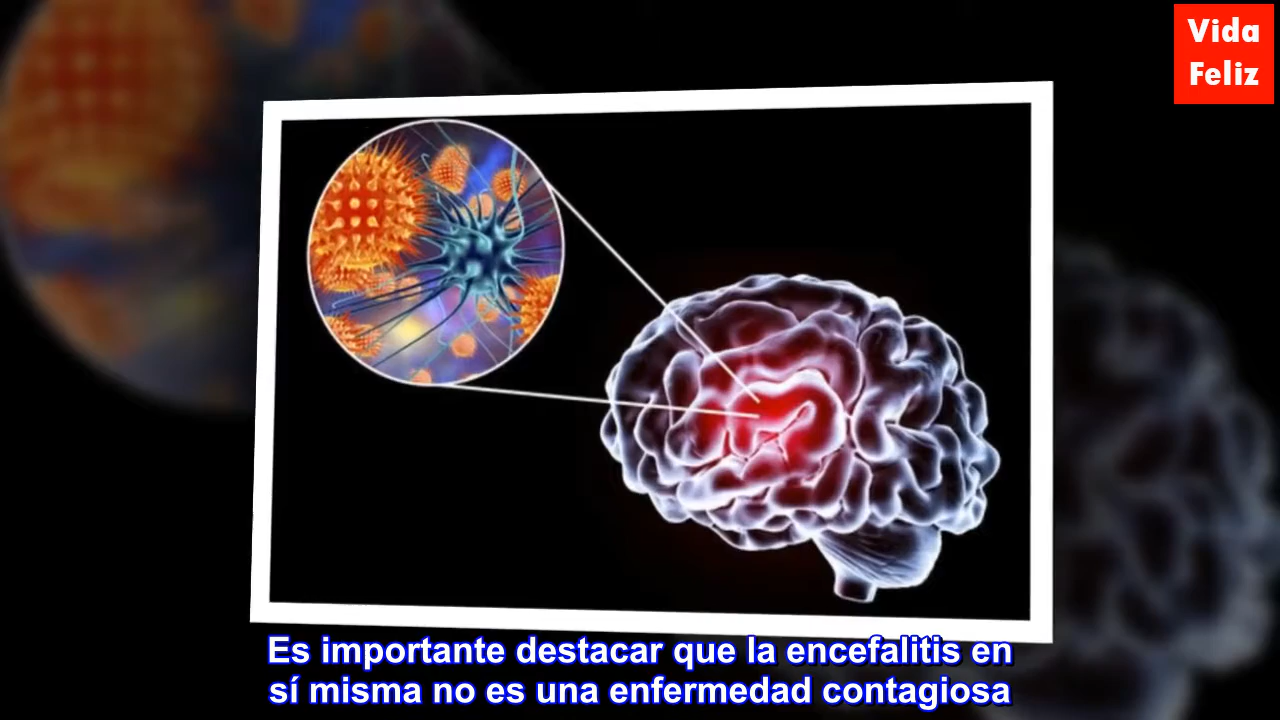 Vida
Feliz
Es importante destacar que la encefalitis en
sí misma no es una enfermedad contagiosa